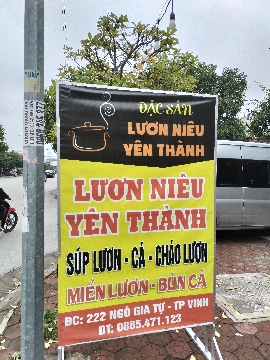 ĐẶC SẢN
LƯƠN NIÊU
YÊN THÀNH
LƯƠN NIÊU
YÊN THÀNH
SÚP LƯƠN - CÁ - CHÁO LƯƠN
MIẾN LƯƠN - BÚN CÁ
ĐC: 222 NGÔ GIA TỰ - TP VINH
ĐT: 0885.471.123